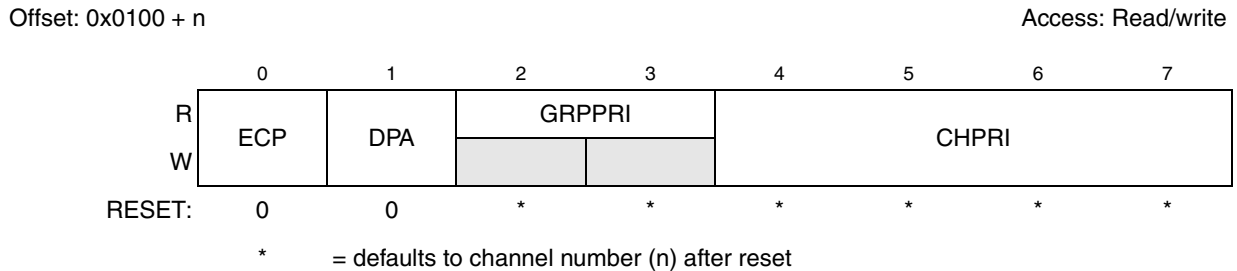 Offset: 0x0100 + n Access: Read/write
0 1 2 3 4 5 6 7
R GRPPRI
ECP DPA CHPRI
W
RESET: 0 0 * * * * * *
* = defaults to channel number (n) after reset